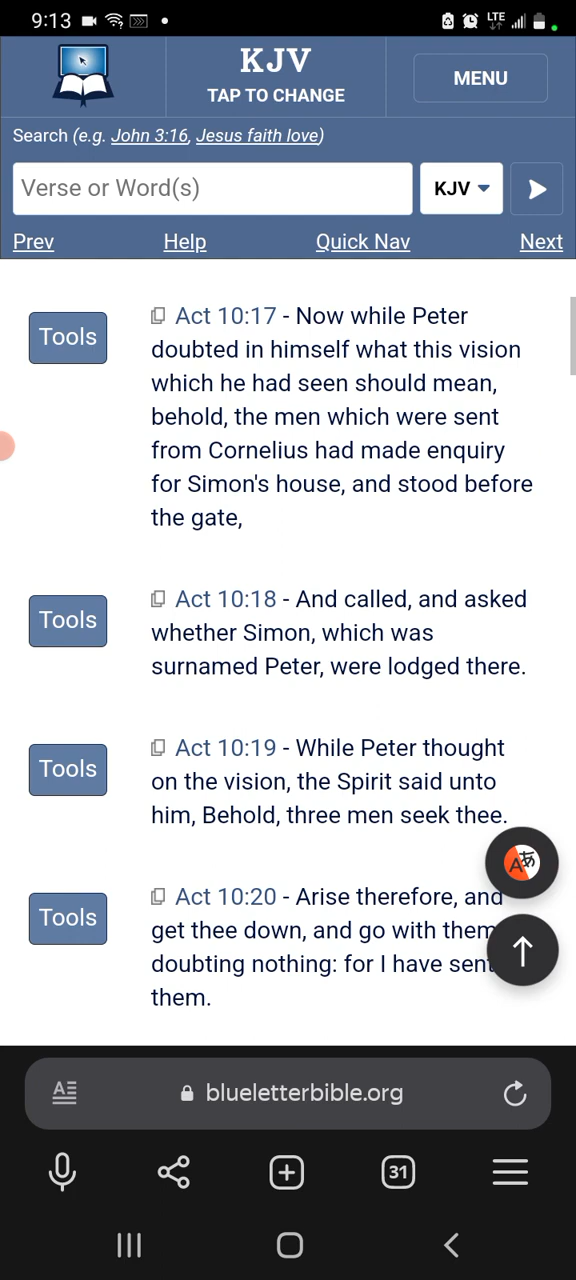 9:13
LTE
KJV
TAP TO CHANGE
MENU
Search (e.g. John 3:16, Jesus faith love)
Verse or Word(s)
KJV
Prev Help Quick Nav Next
Tools
Act 10:17 - Now while Peter
doubted in himself what this vision
which he had seen should mean,
behold, the men which were sent
from Cornelius had made enquiry
for Simon's house, and stood before
the gate,
Tools
Act 10:18 - And called, and asked
whether Simon, which was
surnamed Peter, were lodged there.
Tools
Act 10:19 - While Peter thought
on the vision, the Spirit said unto
him, Behold, three men seek thee.
Tools
Act 10:20 - Arise therefore, and
get thee down, and go with them
doubting nothing: for I have sent
them.
Aあ
blueletterbible.org
31